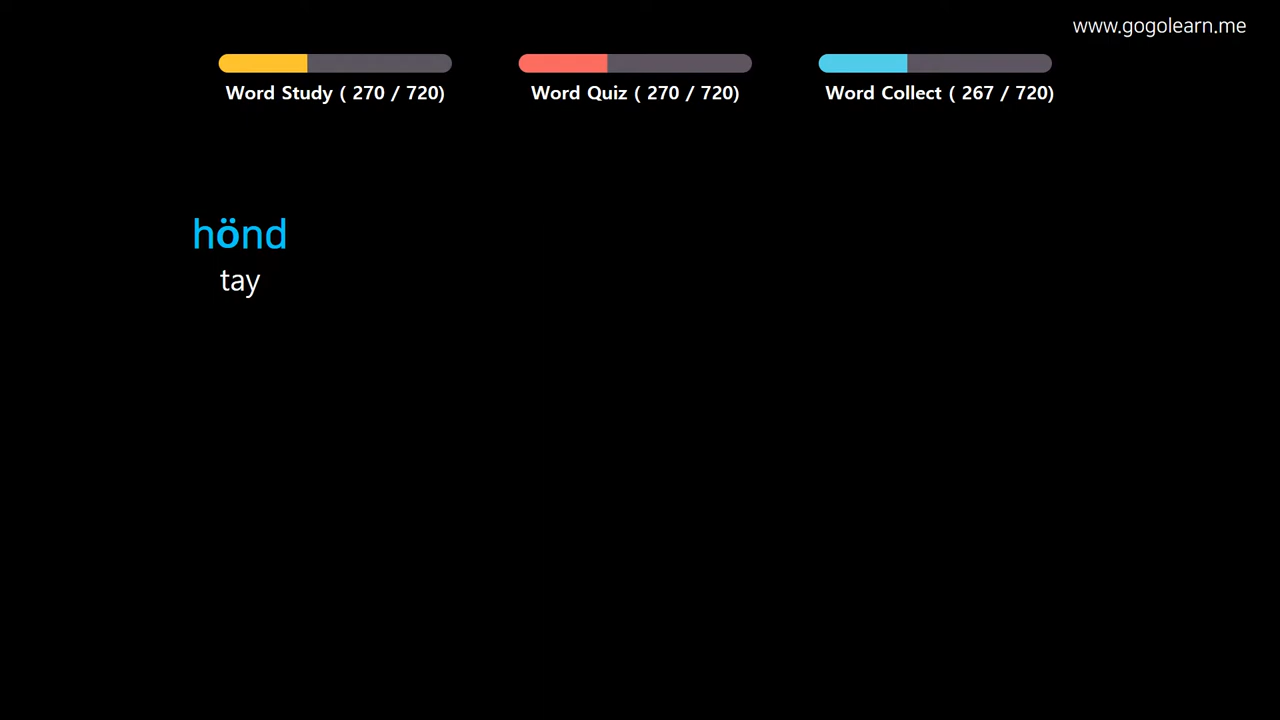 www.gogolearn.me
Word Study ( 270 / 720)
Word Quiz ( 270 / 720)
Word Collect ( 267 / 720)
hönd
tay